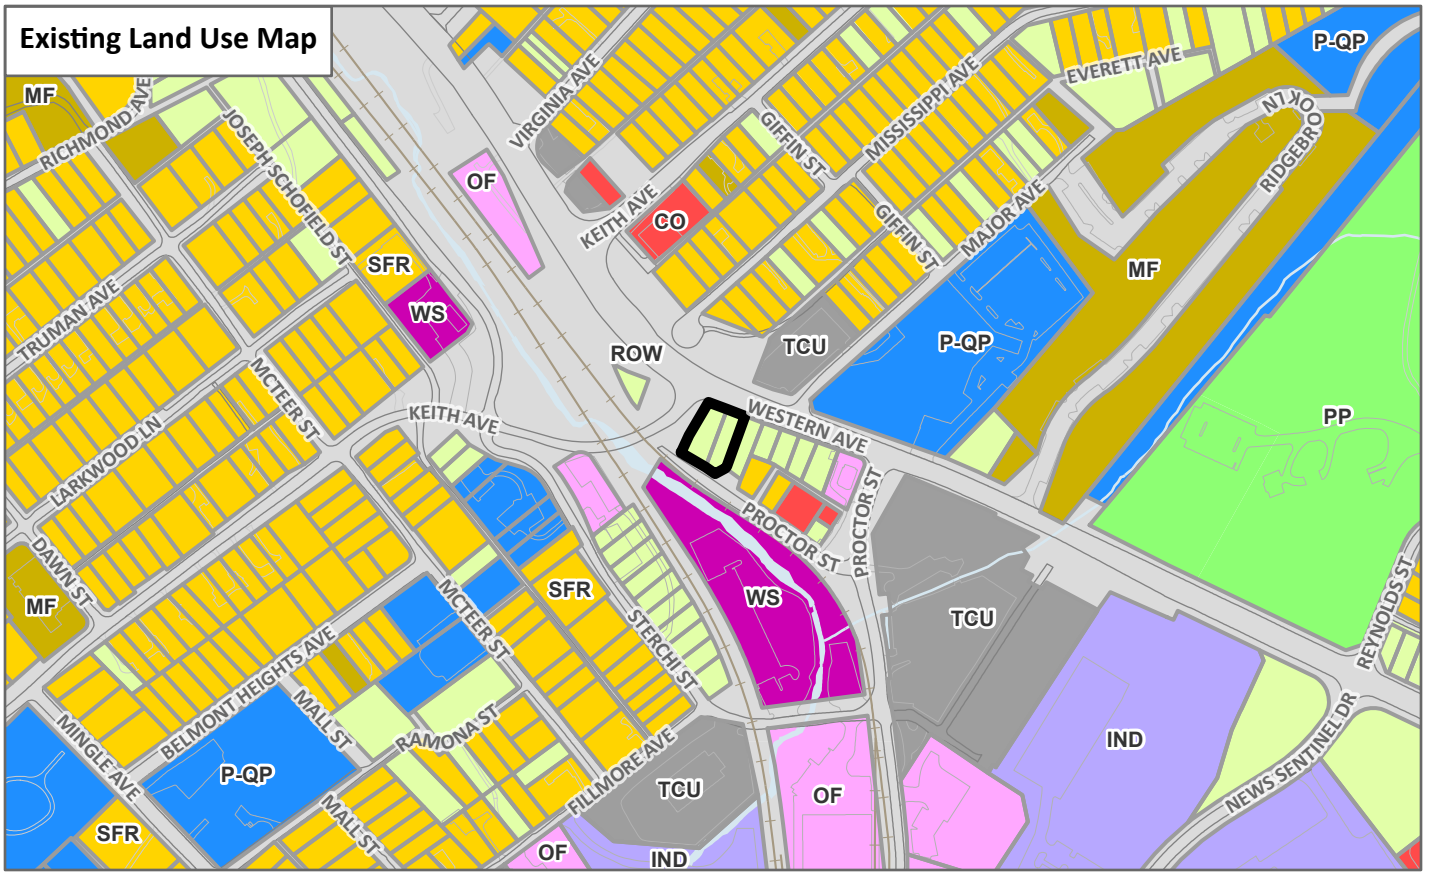 Existing Land Use Map
P-QP
EVERETT AVE
MF
VIRGINIA AVE
MISSISSIPPI AVE
RICHMOND AVE
JOSEPH SCHOFIELD ST
GIFFIN ST
RIDGEBROOK LN
OF
KEITH AVE
CO
GIFFIN ST
MAJOR AVE
SFR
MF
TRUMAN AVE
WS
P-QP
TCU
ROW
MCTEER ST
KEITH AVE
WESTERN AVE
PP
LARKWOOD LN
PROCTOR ST
PROCTOR ST
DAWN ST
MF
SFR
WS
MCTEER ST
TCU
REYNOLDS ST
STERCHI ST
BELMONT HEIGHTS AVE
MALL ST
RAMONA ST
MINGLE AVE
IND
NEWS SENTINEL DR
P-QP
FILLMORE AVE
TCU
OF
MALL ST
SFR
OF
IND